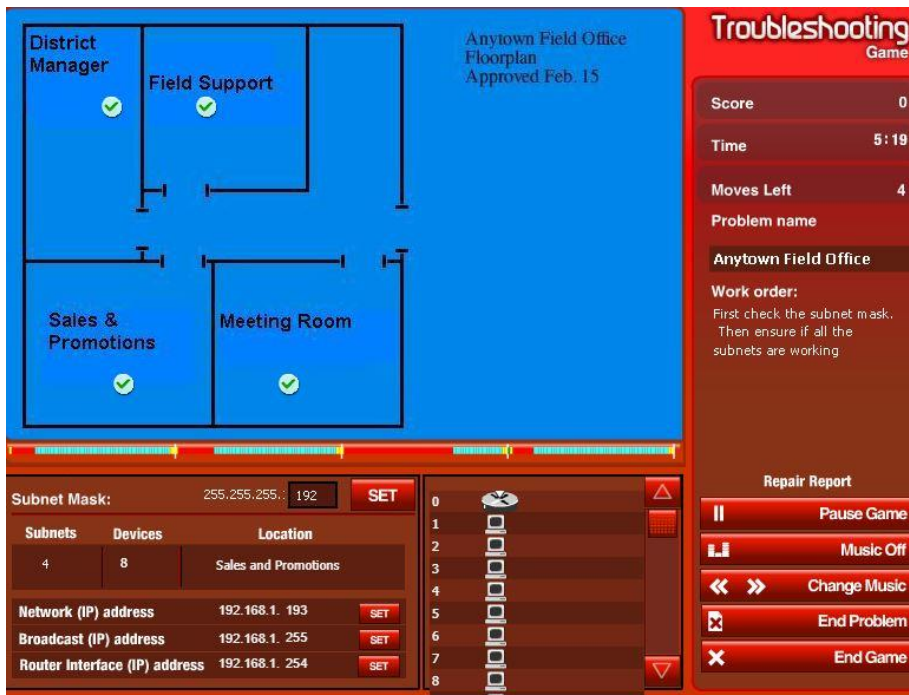 District
Manager
Field Support
Anytown Field Office
Floorplan
Approved Feb. 15
Sales &
Promotions
Meeting Room
Troubleshooting
Game
Score 0
Time 5:19
Moves Left 4
Problem name
Anytown Field Office
Work order:
First check the subnet mask.
Then ensure if all the
subnets are working
Subnet Mask: 255.255.255.: 192 SET
Subnets Devices Location
4 8 Sales and Promotions
Network (IP) address 192.168.1. 193 SET
Broadcast (IP) address 192.168.1. 255 SET
Router Interface (IP) address 192.168.1. 254 SET
0
1
2
3
4
5
6
7
8
Repair Report
Pause Game
Music Off
Change Music
End Problem
End Game